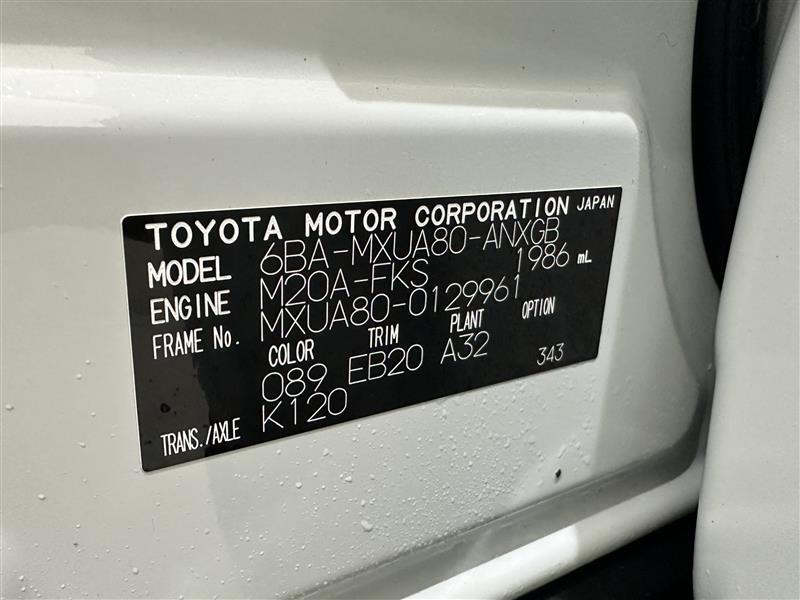 TOYOTA MOTOR CORPORATION JAPAN
MODEL 6BA-MXUA80-ANXGB
ENGINE M20A-FKS 1986 mL
FRAME No. MXUA80-0129961
COLOR TRIM PLANT OPTION
089 EB20 A32 343
TRANS./AXLE K120